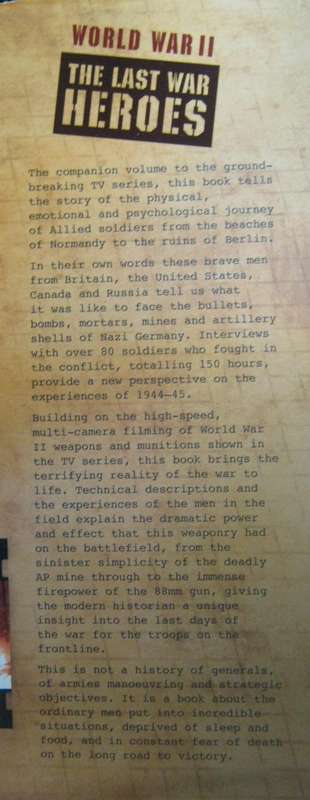 WORLD WAR II
THE LAST WAR
HEROES
The companion volume to the ground-
breaking TV series, this book tells
the story of the physical,
emotional and psychological journey
of Allied soldiers from the beaches
of Normandy to the ruins of Berlin.
In their own words these brave men
from Britain, the United States,
Canada and Russia tell us what
it was like to face the bullets,
bombs, mortars, mines and artillery
shells of Nazi Germany. Interviews
with over 80 soldiers who fought in
the conflict, totalling 150 hours,
provide a new perspective on the
experiences of 1944–45.
Building on the high-speed,
multi-camera filming of World War
II weapons and munitions shown in
the TV series, this book brings the
terrifying reality of the war to
life. Technical descriptions and
the experiences of the men in the
field explain the dramatic power
and effect that this weaponry had
on the battlefield, from the
sinister simplicity of the deadly
AP mine through to the immense
firepower of the 88mm gun, giving
the modern historian a unique
insight into the last days of
the war for the troops on the
frontline.
This is not a history of generals,
of armies manoeuvring and strategic
objectives. It is a book about the
ordinary men put into incredible
situations, deprived of sleep and
food, and in constant fear of death
on the long road to victory.